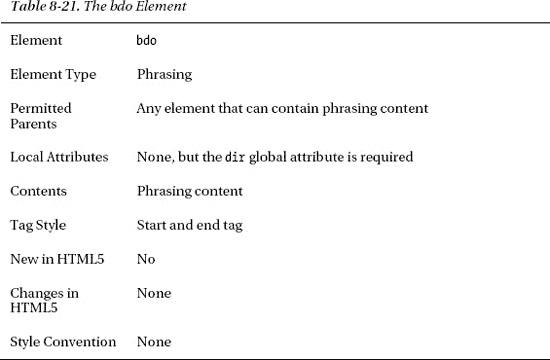 Table 8-21. The bdo Element
Element bdo
Element Type Phrasing
Permitted Parents Any element that can contain phrasing content
Local Attributes None, but the dir global attribute is required
Contents Phrasing content
Tag Style Start and end tag
New in HTML5 No
Changes in HTML5 None
Style Convention None